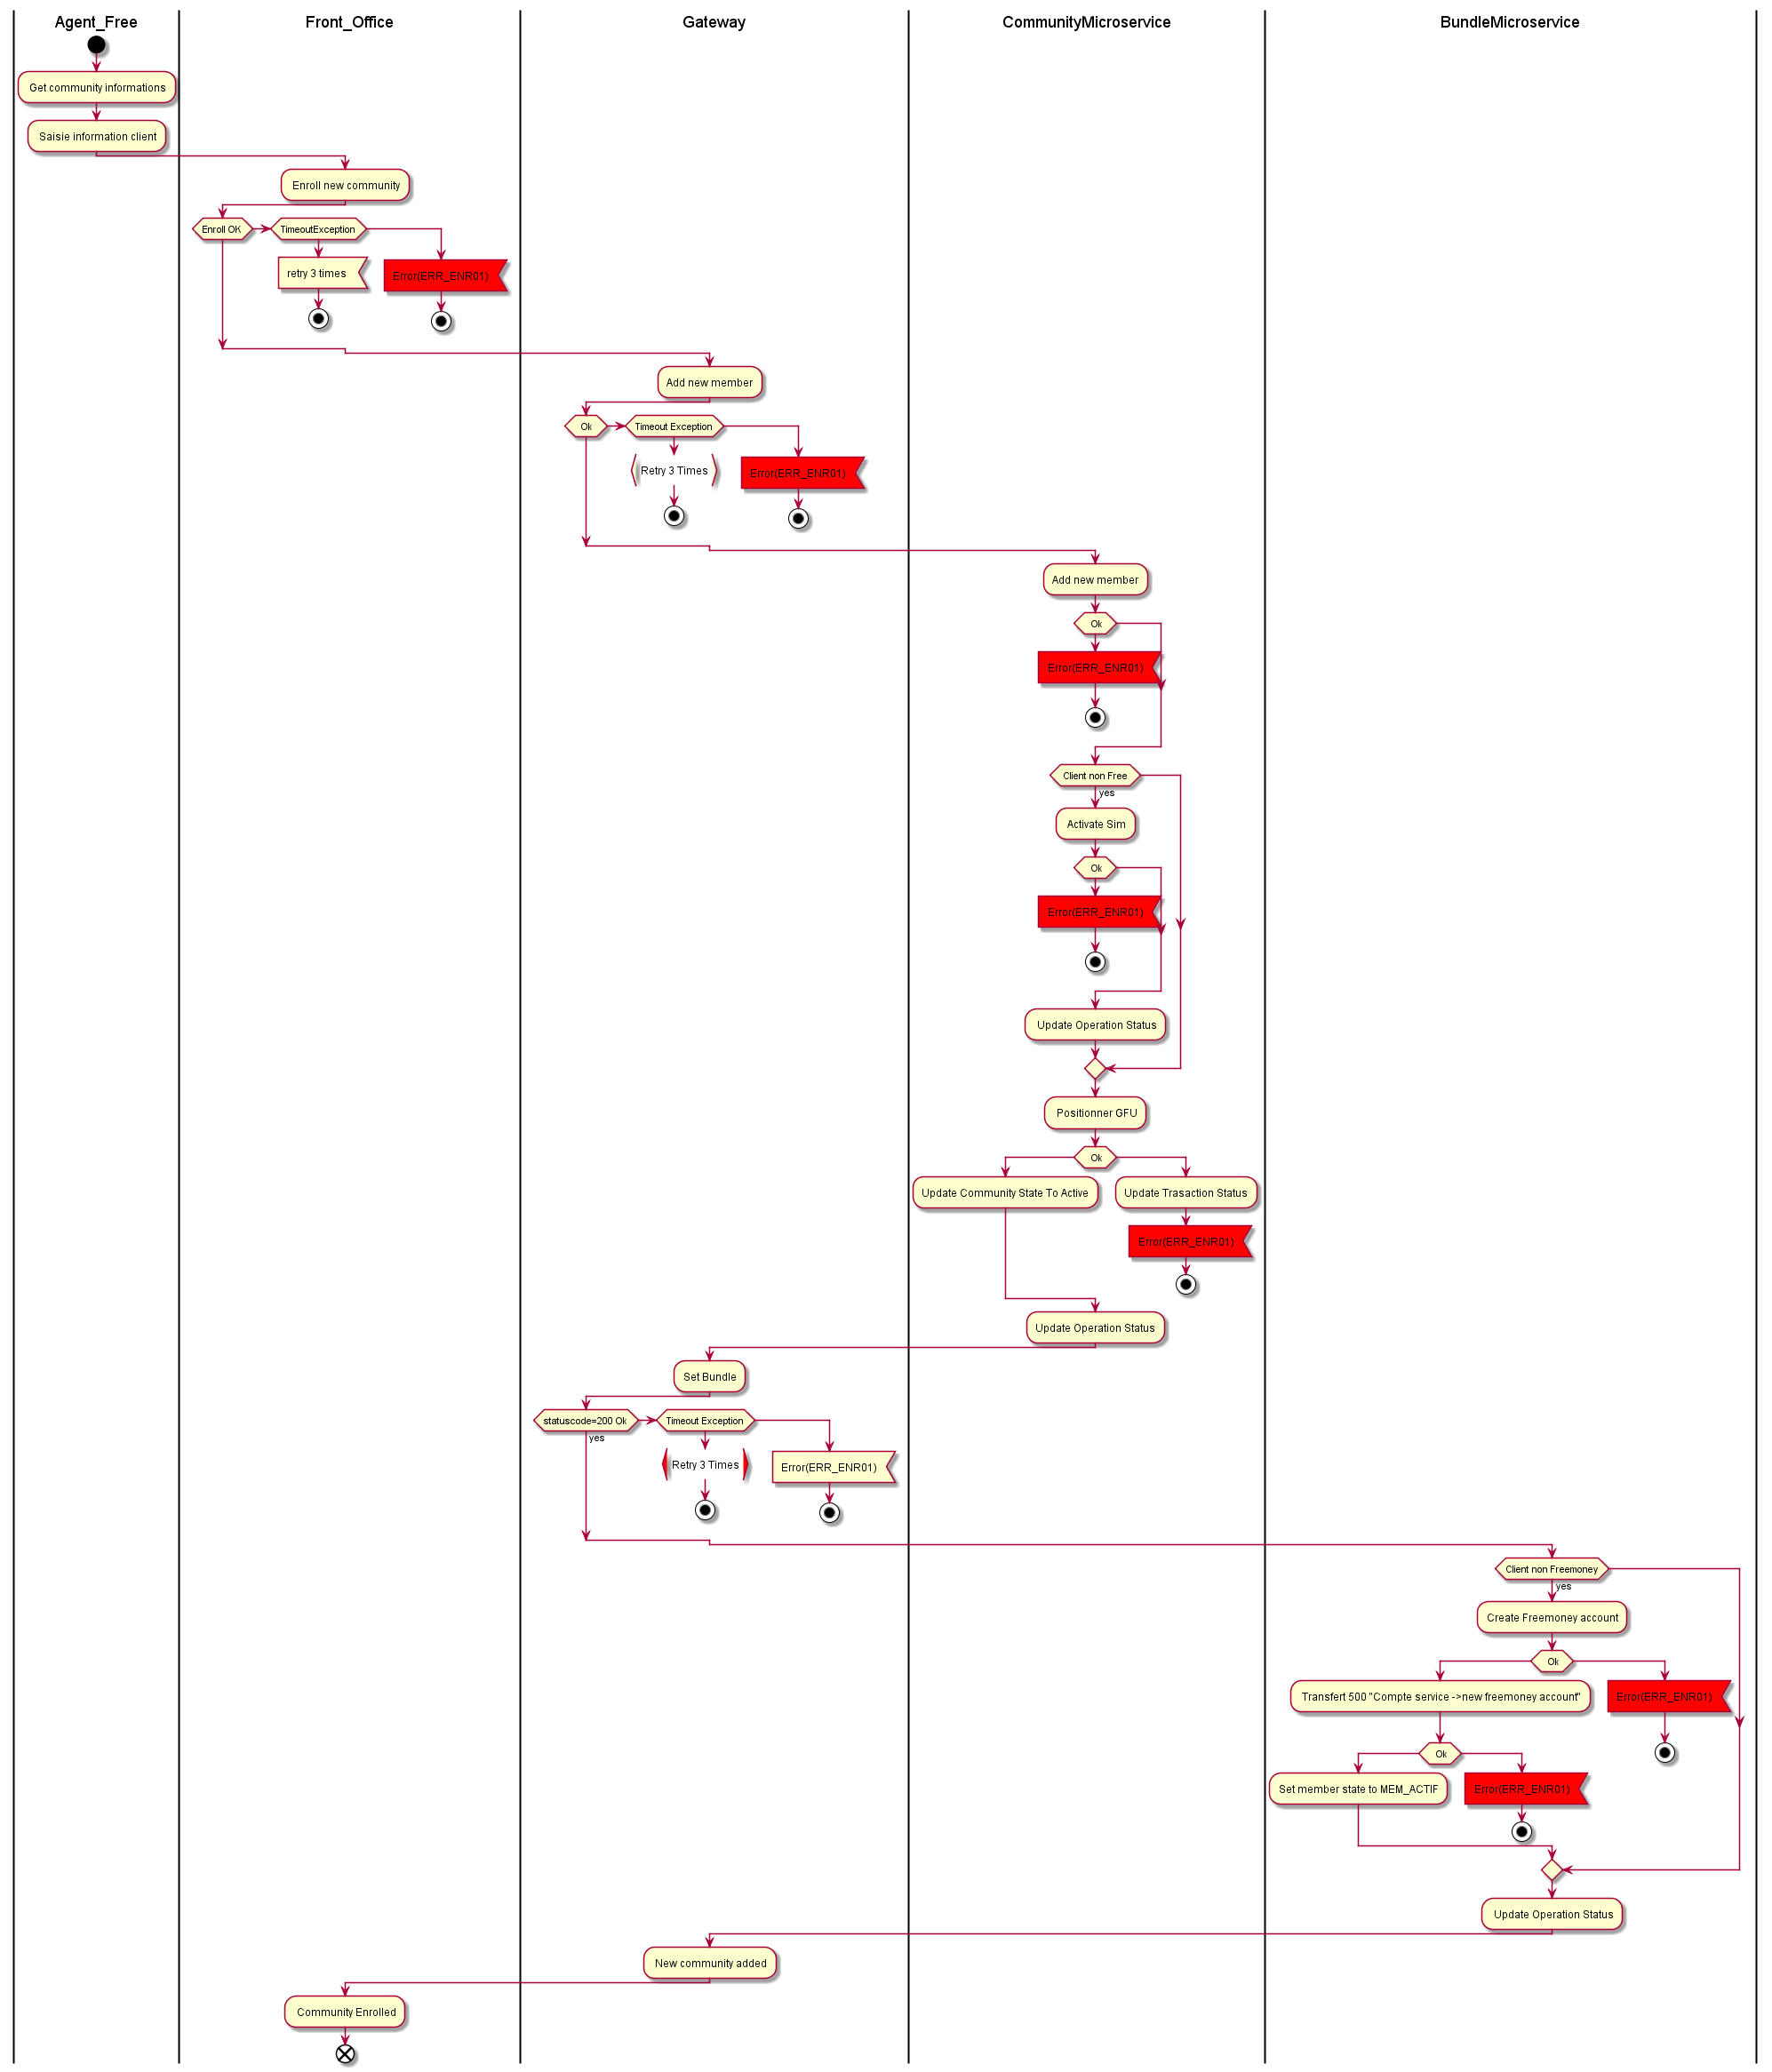 Agent_Free
Front_Office
Gateway
CommunityMicroservice
BundleMicroservice
Get community informations
Saisie information client
Enroll new community
Enroll OK
TimeoutException
retry 3 times
Error(ERR_ENR01)
Add new member
Ok
Timeout Exception
Retry 3 Times
Error(ERR_ENR01)
Add new member
Ok
Error(ERR_ENR01)
Client non Free
yes
Activate Sim
Ok
Error(ERR_ENR01)
Update Operation Status
Positionner GFU
Ok
Update Community State To Active
Update Trasaction Status
Error(ERR_ENR01)
Update Operation Status
Set Bundle
statuscode=200 Ok
Timeout Exception
yes
Retry 3 Times
Error(ERR_ENR01)
Client non Freemoney
yes
Create Freemoney account
Ok
Transfert 500 "Compte service ->new freemoney account"
Error(ERR_ENR01)
Ok
Set member state to MEM_ACTIF
Error(ERR_ENR01)
Update Operation Status
New community added
Community Enrolled